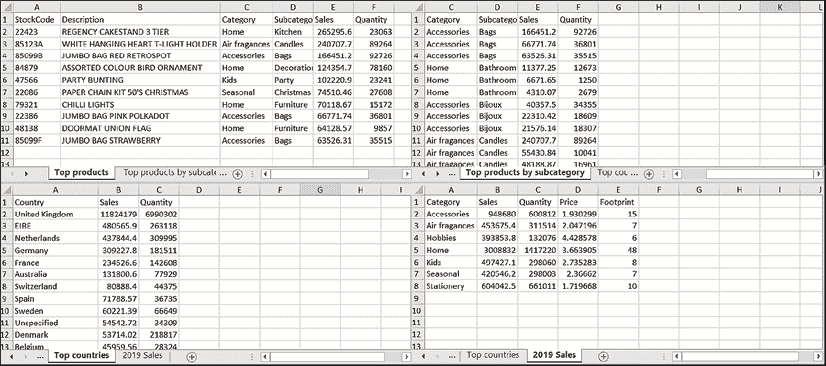 A B C D E F G H I
1 StockCode Description Category Subcatego Sales Quantity
2 22423 REGENCY CAKESTAND 3 TIER Home Kitchen 265295.6 23063
3 85123A WHITE HANGING HEART T-LIGHT HOLDER Air fragances Candles 240707.7 89264
4 85099B JUMBO BAG RED RETROSPOT Accessories Bags 166451.2 92726
5 84879 ASSORTED COLOUR BIRD ORNAMENT Home Decoratio 124354.7 78160
6 47566 PARTY BUNTING Kids Party 102220.9 23241
7 22086 PAPER CHAIN KIT 50'S CHRISTMAS Seasonal Christmas 74510.46 27608
8 79321 CHILLI LIGHTS Home Furniture 70118.67 15172
9 22386 JUMBO BAG PINK POLKADOT Accessories Bags 66771.74 36801
10 48138 DOORMAT UNION FLAG Home Furniture 64128.57 9857
11 85099F JUMBO BAG STRAWBERRY Accessories Bags 63526.31 35515
12
13
... Top products Top products by subcate ...
A C D E F G H I J K L
1 Category Subcatego Sales Quantity
2 Accessories Bags 166451.2 92726
3 Accessories Bags 66771.74 36801
4 Accessories Bags 63526.31 35515
5 Home Bathroom 11377.25 12673
6 Home Bathroom 6671.65 1250
7 Home Bathroom 4310.07 2679
8 Accessories Bijoux 40357.5 34355
9 Accessories Bijoux 22310.42 18609
10 Accessories Bijoux 21576.14 18307
11 Air fragances Candles 240707.7 89264
12 Air fragances Candles 55430.84 10041
13 Air fragances Candles 48188.87 16961
... Top products by subcategory Top cou ...
A B C D E F G H I
1 Country Sales Quantity
2 United Kingdom 11824179 6990302
3 EIRE 480565.9 263118
4 Netherlands 437844.4 309995
5 Germany 309227.8 181511
6 France 234526.6 142608
7 Australia 131800.6 77929
8 Switzerland 80888.4 44375
9 Spain 71788.57 36735
10 Sweden 60221.39 66649
11 Unspecified 54542.72 34309
12 Denmark 53714.02 218817
13 Belgium 45959.56 28324
... Top countries 2019 Sales
A B C D E F G H I J
1 Category Sales Quantity Price Footprint
2 Accessories 948680 600812 1.930299 15
3 Air fragances 453675.4 311514 2.047196 7
4 Hobbies 393853.8 132076 4.428578 6
5 Home 3008832 1417220 3.663905 48
6 Kids 497427.1 298060 2.735283 8
7 Seasonal 420546.2 298003 2.36662 7
8 Stationery 604042.5 661011 1.719668 10
9
10
11
12
13
... Top countries 2019 Sales